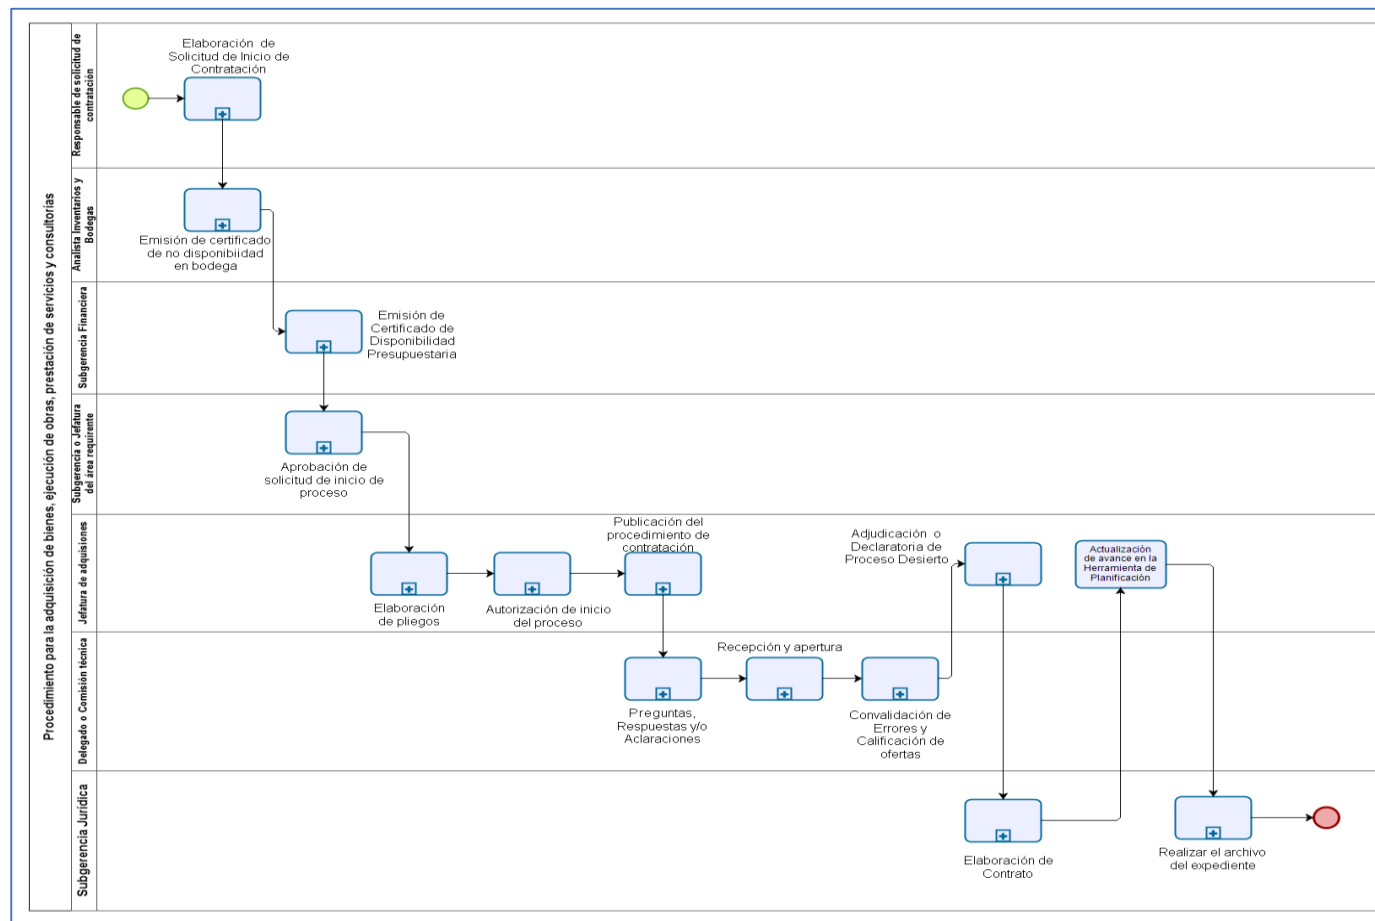 Procedimiento para la adquisición de bienes, ejecución de obras, prestación de servicios y consultorias
Responsable de solicitud de
contratación
Elaboración de
Solicitud de Inicio de
Contratación
Analista Inventarios y
Bodegas
Emisión de certificado
de no disponibiidad
en bodega
Subgerencia Financiera
Emisión de
Certificado de
Disponibilidad
Presupuestaria
Subgerencia o Jefatura
del área requirente
Aprobación de
solicitud de inicio de
proceso
Jefatura de adquisiones
Elaboración
de pliegos
Autorización de inicio
del proceso
Publicación del
procedimiento de
contratación
Adjudicación o
Declaratoria de
Proceso Desierto
Actualización
de avance en la
Herramienta de
Planificación
Delegado o Comisión técnica
Preguntas,
Respuestas y/o
Aclaraciones
Recepción y apertura
Convalidación de
Errores y
Calificación de
ofertas
Subgerencia Jurídica
Elaboración de
Contrato
Realizar el archivo
del expediente